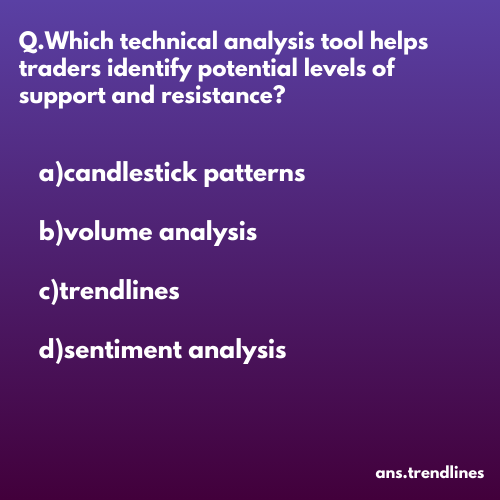 Q.Which technical analysis tool helps
traders identify potential levels of
support and resistance?
a)candlestick patterns
b)volume analysis
c)trendlines
d)sentiment analysis
ans.trendlines